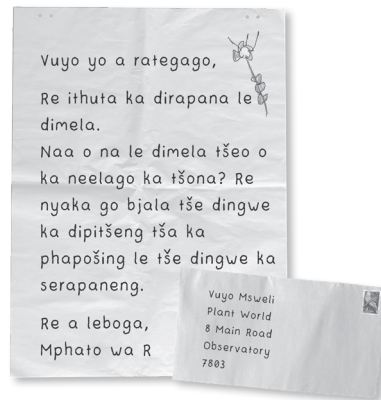 Vuyo yo a rategago,
Re ithuta ka dirapana le
dimela.
Naa o na le dimela tšeo o
ka neelago ka tšona? Re
nyaka go bjala tše dingwe
ka dipitšeng tša ka
phapošing le tše dingwe ka
serapaneng.
Re a leboga,
Mphato wa R
Vuyo Msweli
Plant World
8 Main Road
Observatory
7803